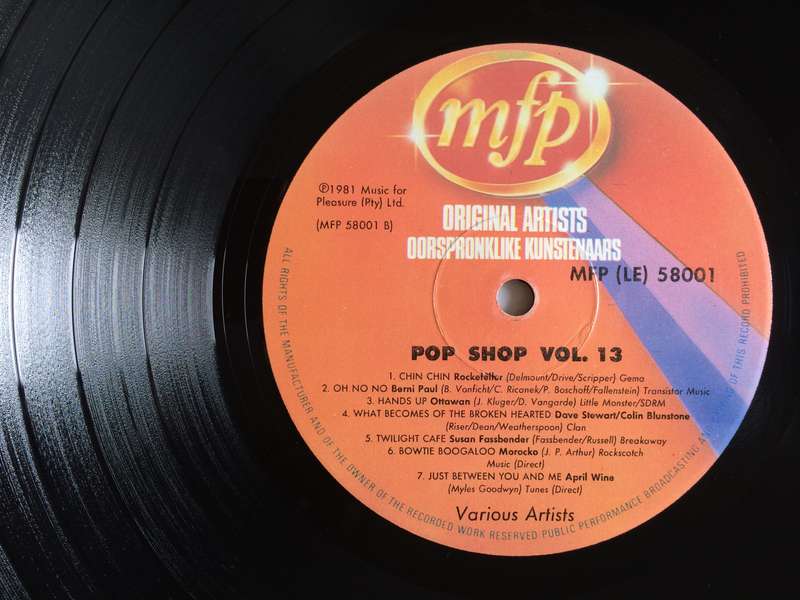 mfp
℗1981 Music for
Pleasure (Pty) Ltd.
(MFP 58001 B)
ORIGINAL ARTISTS
OORSPRONKLIKE KUNSTENAARS
MFP (LE) 58001
POP SHOP VOL. 13
1. CHIN CHIN (Delmount/Drive/Scripper) Gema
2. OH NO NO Berni Paul (B. Vonficht/C. Ricanek/P. Boschoff/Fallenstein) Transistor Music
3. HANDS UP Ottawan (J. Kluger/D. Vangarde) Little Monster/SDRM
4. WHAT BECOMES OF THE BROKEN HEARTED Dave Stewart/Colin Blunstone
(Riser/Dean/Weatherspoon) Clan
5. TWILIGHT CAFE Susan Fassbender (Fassbender/Russell) Breakaway
6. BOWTIE BOOGALOO Morocko (J. P. Arthur) Rockscotch
Music (Direct)
7. JUST BETWEEN YOU AND ME April Wine
(Myles Goodwyn) Tunes (Direct)
Various Artists
ALL RIGHTS OF THE MANUFACTURER AND OF THE OWNER OF THE RECORDED WORK RESERVED PUBLIC PERFORMANCE BROADCASTING AND OF THIS RECORD PROHIBITED